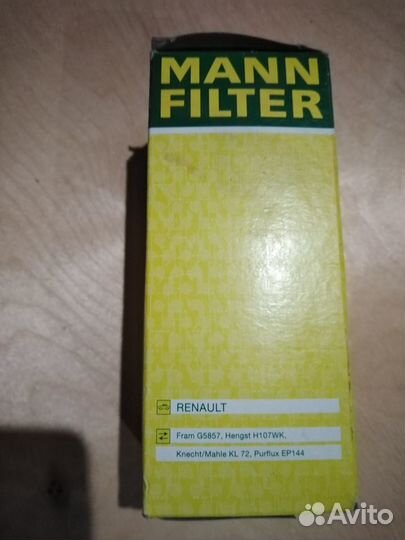 MANN
FILTER
RENAULT
Fram G5857, Hengst H107WK,
Knecht/Mahle KL 72, Purflux EP144
Avito